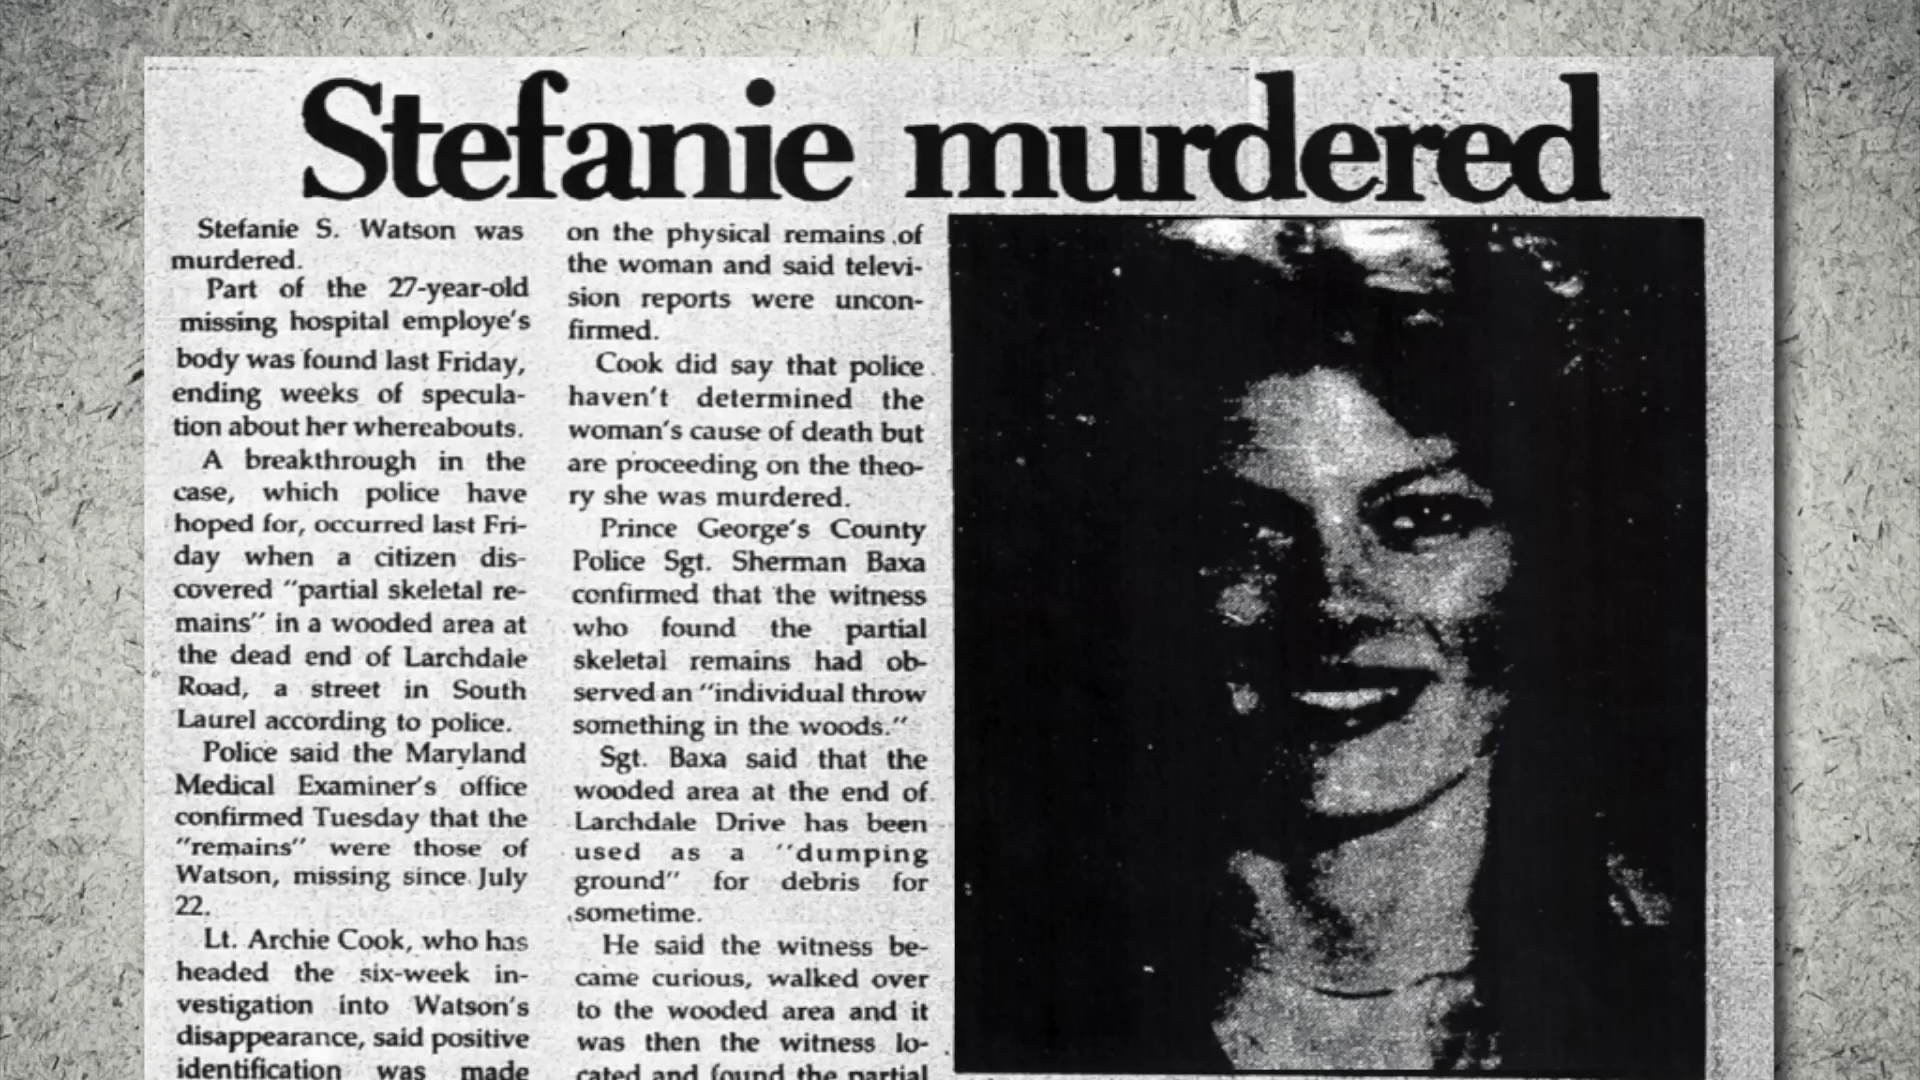 Stefanie murdered
Stefanie S. Watson was
murdered.
Part of the 27-year-old
missing hospital employe's
body was found last Friday,
ending weeks of specula-
tion about her whereabouts.
A breakthrough in the
case, which police have
hoped for, occurred last Fri-
day when a citizen dis-
covered "partial skeletal re-
mains" in a wooded area at
the dead end of Larchdale
Road, a street in South
Laurel according to police.
Police said the Maryland
Medical Examiner's office
confirmed Tuesday that the
"remains" were those of
Watson, missing since July
22.
Lt. Archie Cook, who has
headed the six-week in-
vestigation into Watson's
disappearance, said positive
identification was made
on the physical remains of
the woman and said televi-
sion reports were uncon-
firmed.
Cook did say that police
haven't determined the
woman's cause of death but
are proceeding on the theo-
ry she was murdered.
Prince George's County
Police Sgt. Sherman Baxa
confirmed that the witness
who found the partial
skeletal remains had ob-
served an "individual throw
something in the woods."
Sgt. Baxa said that the
wooded area at the end of
Larchdale Drive has been
used as a "dumping
ground" for debris for
sometime.
He said the witness be-
came curious, walked over
to the wooded area and it
was then the witness lo-
cated and found the partial